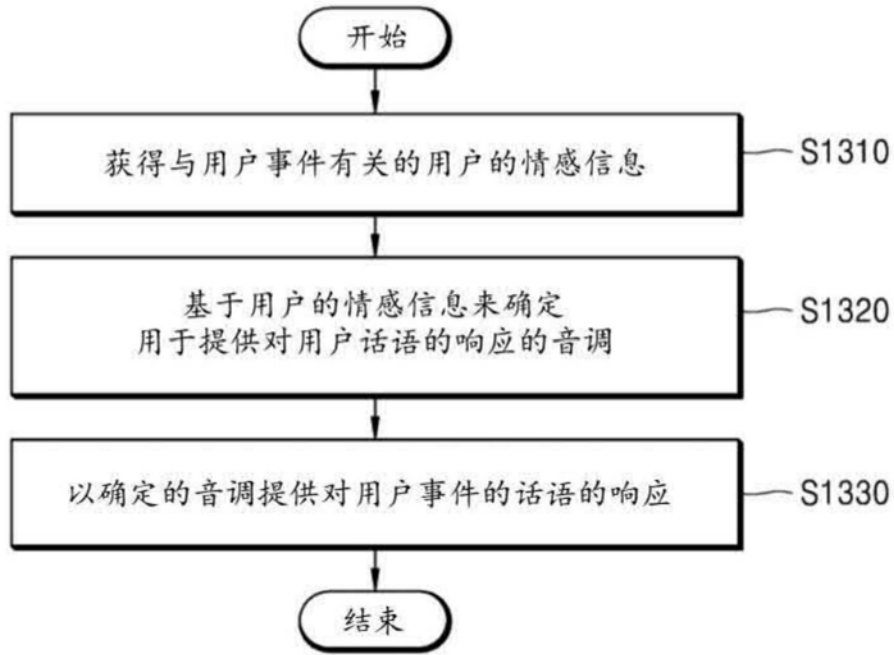 开始
获得与用户事件有关的用户的情感信息
S1310
基于用户的情感信息来确定
用于提供对用户话语的响应的音调
S1320
以确定的音调提供对用户事件的话语的响应
S1330
结束